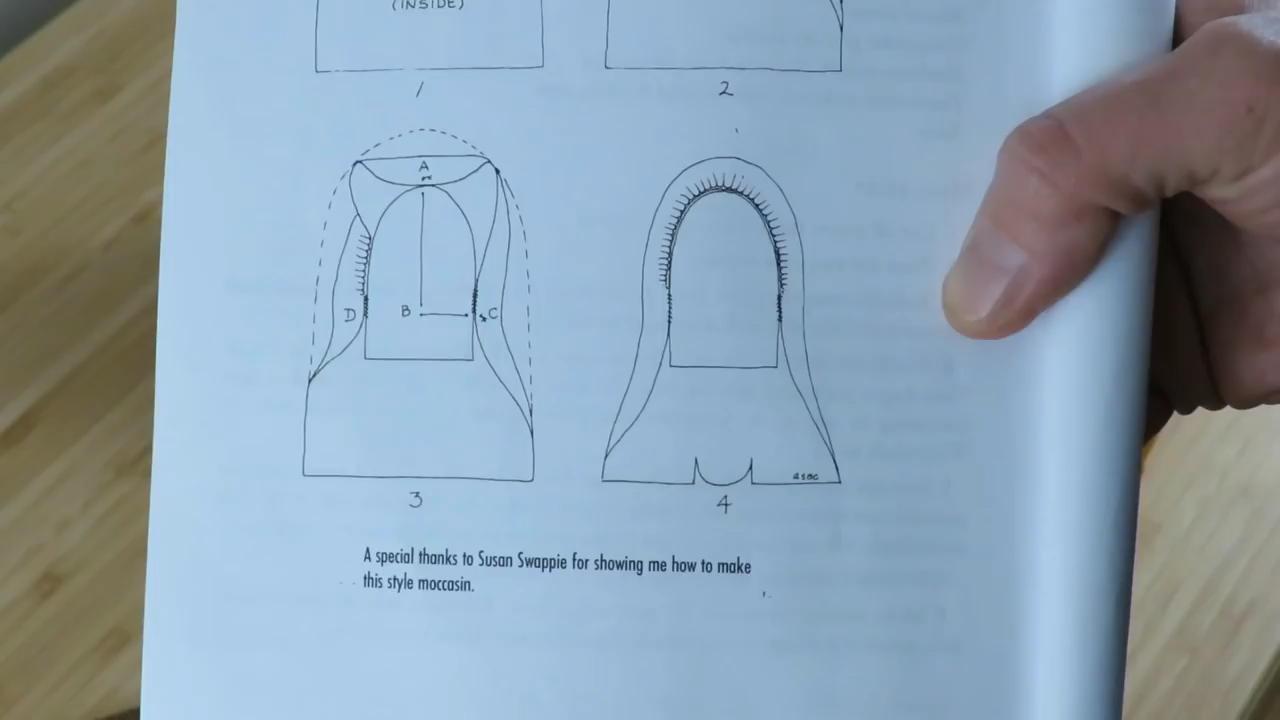 (INSIDE)
1
2
A
D
B
C
3
4
A special thanks to Susan Swappie for showing me how to make
this style moccasin.